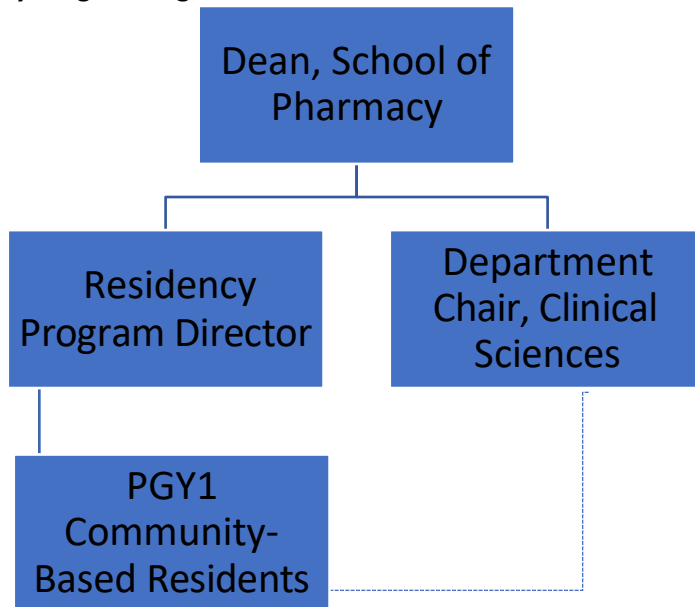 Dean, School of
Pharmacy
Residency
Program Director
Department
Chair, Clinical
Sciences
PGY1
Community-
Based Residents